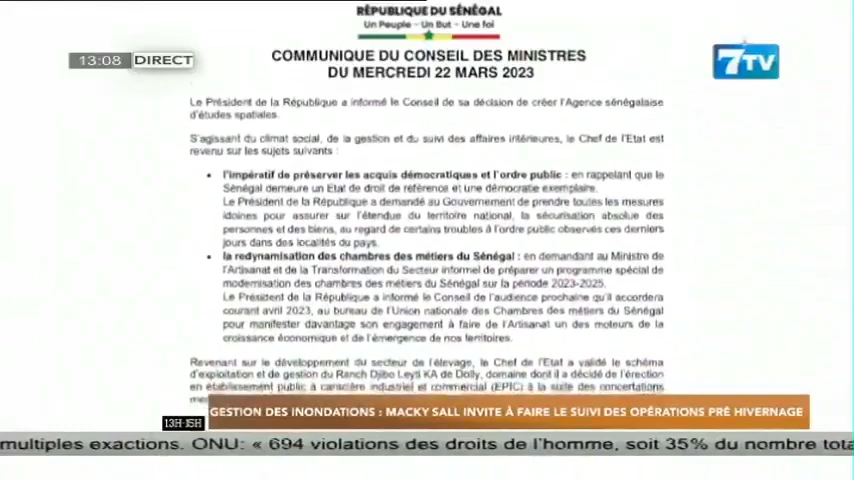 RÉPUBLIQUE DU SÉNÉGAL
Un Peuple - Un But - Une foi
13:08 DIRECT
7TV
COMMUNIQUE DU CONSEIL DES MINISTRES
DU MERCREDI 22 MARS 2023
Le Président de la République a informé le Conseil de sa décision de créer l'Agence sénégalaise
d'études spatiales.
S'agissant du climat social, de la gestion et du suivi des affaires intérieures, le Chef de l'Etat est
revenu sur les sujets suivants :
• l'impératif de préserver les acquis démocratiques et l'ordre public : en rappelant que le
Sénégal demeure un Etat de droit de référence et une démocratie exemplaire.
Le Président de la République a demandé au Gouvernement de prendre toutes les mesures
idoines pour assurer sur l'étendue du territoire national, la sécurisation absolue des
personnes et des biens, au regard de certains troubles à l'ordre public observés ces derniers
jours dans des localités du pays.
• la redynamisation des chambres des métiers du Sénégal : en demandant au Ministre de
l'Artisanat et de la Transformation du Secteur informel de préparer un programme spécial de
modernisation des chambres des métiers du Sénégal sur la période 2023-2025.
Le Président de la République a informé le Conseil de l'audience prochaine qu'il accordera
courant avril 2023, au bureau de l'Union nationale des Chambres des métiers du Sénégal
pour manifester davantage son engagement à faire de l'Artisanat un des moteurs de la
croissance économique et de l'émergence de nos territoires.
Revenant sur le développement du secteur de l'élevage, le Chef de l'Etat a validé le schéma
d'exploitation et de gestion du Ranch Djibo Leyti KA de Dolly, domaine dont il a décidé de l'érection
en établissement public à caractère industriel et commercial (EPIC) à la suite des concertations
13H-15H
GESTION DES INONDATIONS : MACKY SALL INVITE À FAIRE LE SUIVI DES OPÉRATIONS PRÉ HIVERNAGE
multiples exactions. ONU: « 694 violations des droits de l'homme, soit 35% du nombre tota